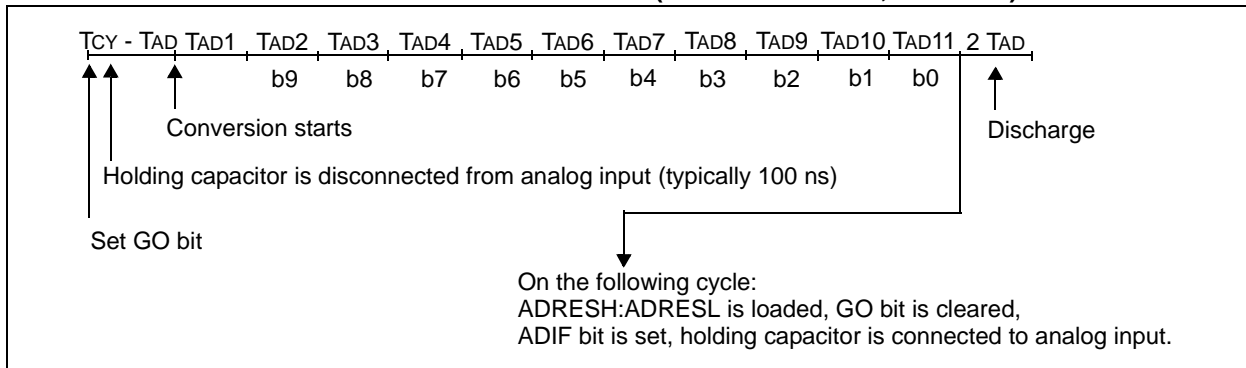 TCY - TAD TAD1 TAD2 TAD3 TAD4 TAD5 TAD6 TAD7 TAD8 TAD9 TAD10 TAD11 2 TAD
b9 b8 b7 b6 b5 b4 b3 b2 b1 b0
Conversion starts
Discharge
Holding capacitor is disconnected from analog input (typically 100 ns)
Set GO bit
On the following cycle:
ADRESH:ADRESL is loaded, GO bit is cleared,
ADIF bit is set, holding capacitor is connected to analog input.